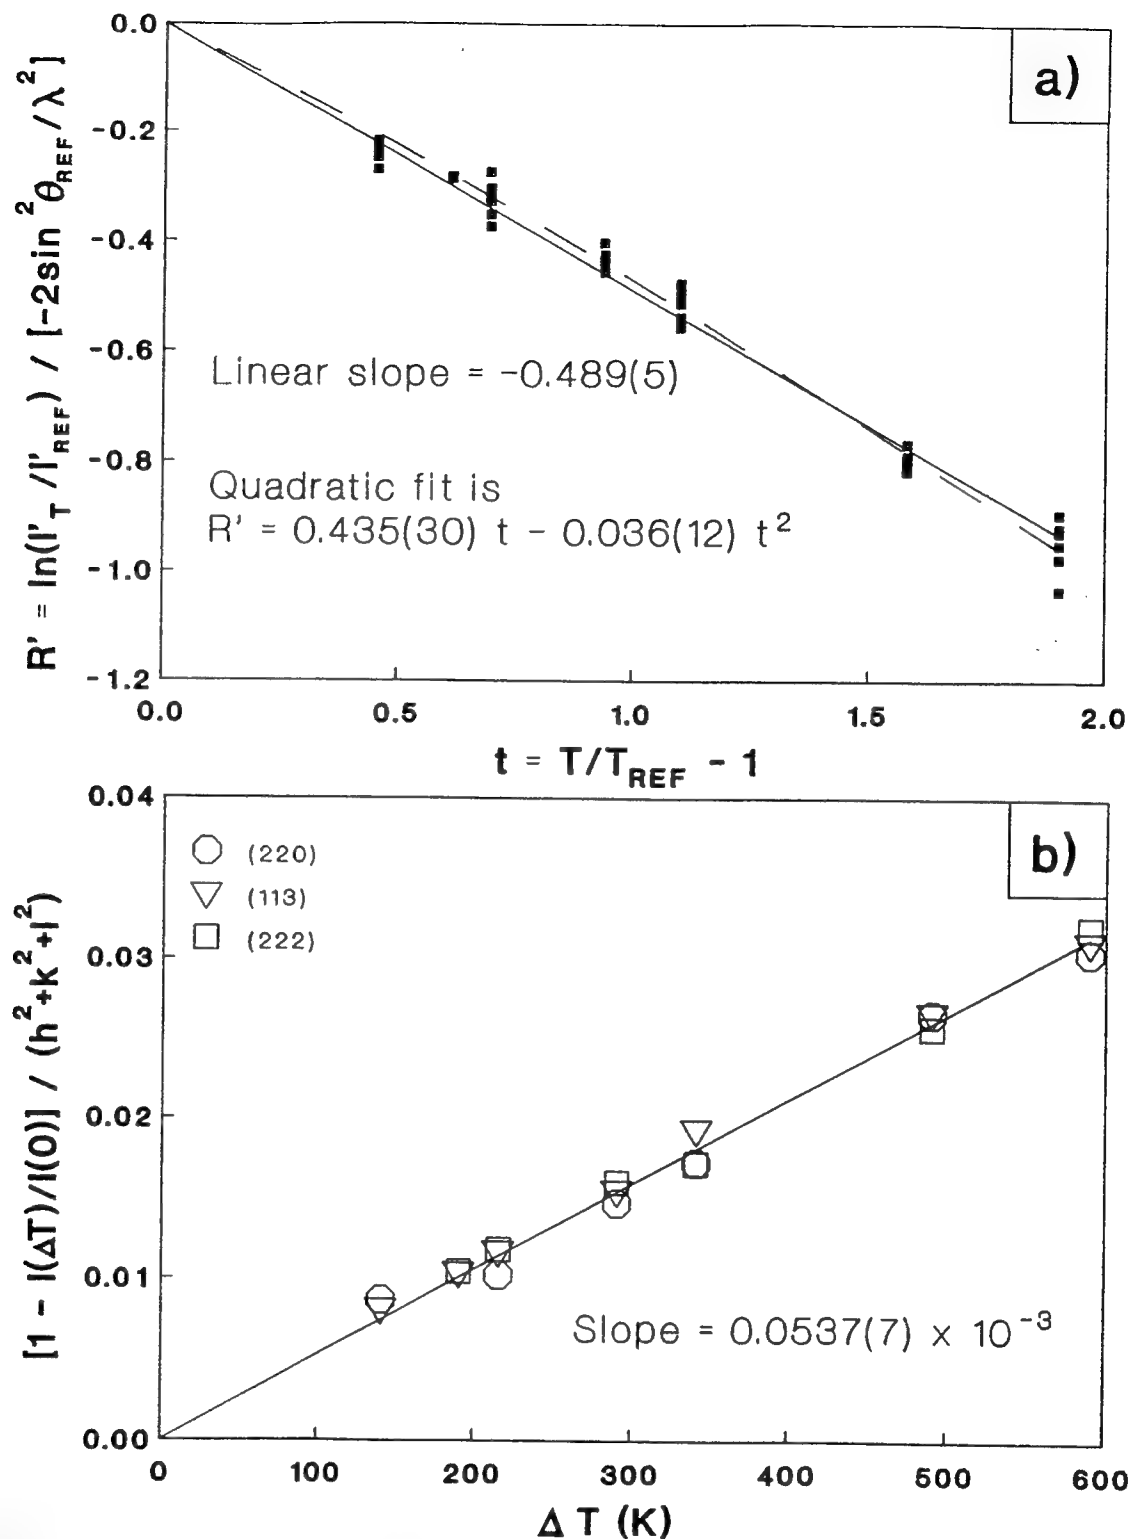 a)
R' = ln(I'T/I'REF) / [-2sin²θREF/λ²]
0.0
-0.2
-0.4
-0.6
-0.8
-1.0
-1.2
Linear slope = -0.489(5)
Quadratic fit is
R' = 0.435(30) t - 0.036(12) t²
0.0 0.5 1.0 1.5 2.0
t = T/TREF - 1
b)
[1 - I(ΔT)/I(0)] / (h²+k²+l²)
0.04
0.03
0.02
0.01
0.00
(220)
(113)
(222)
Slope = 0.0537(7) x 10⁻³
0 100 200 300 400 500 600
Δ T (K)